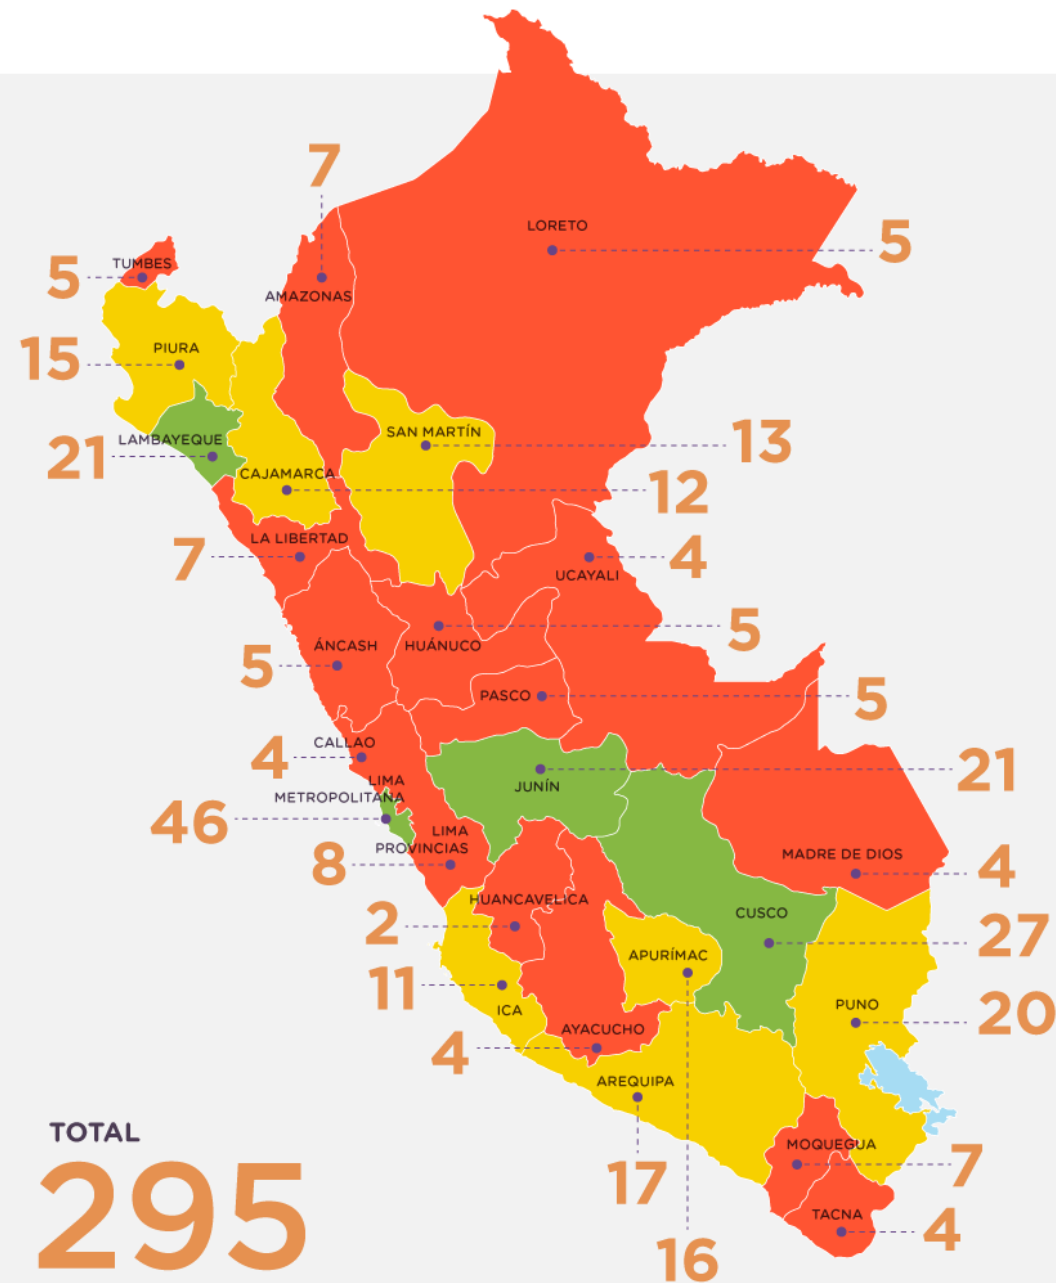 7
LORETO
5
TUMBES
5
AMAZONAS
PIURA
15
SAN MARTÍN
13
LAMBAYEQUE
21
CAJAMARCA
12
LA LIBERTAD
7
4
UCAYALI
5
ÁNCASH
HUÁNUCO
5
PASCO
5
CALLAO
4
21
JUNÍN
LIMA
METROPOLITANA
46
LIMA
PROVINCIAS
8
MADRE DE DIOS
4
HUANCAVELICA
2
CUSCO
27
APURÍMAC
11
ICA
PUNO
20
AYACUCHO
4
AREQUIPA
17
16
MOQUEGUA
7
TACNA
4
TOTAL
295